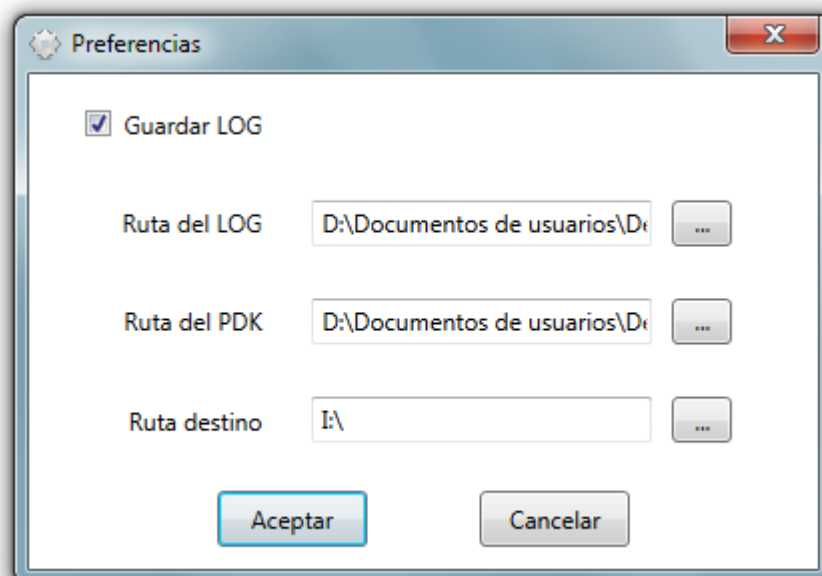 Preferencias
Guardar LOG
Ruta del LOG D:\Documentos de usuarios\De ...
Ruta del PDK D:\Documentos de usuarios\De ...
Ruta destino I:\ ...
Aceptar Cancelar